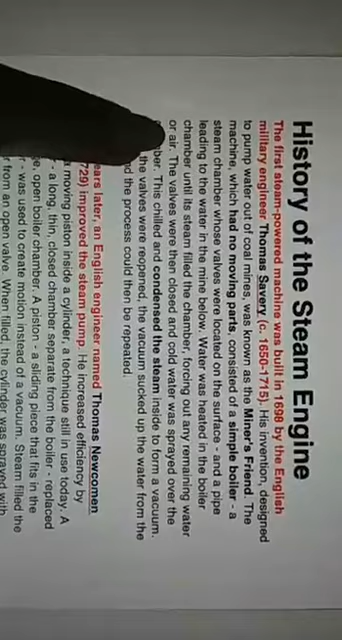 History of the Steam Engine
The first steam-powered machine was built in 1698 by the English
military engineer Thomas Savery (c. 1650-1715). His invention, designed
to pump water out of coal mines, was known as the Miner's Friend. The
machine, which had no moving parts, consisted of a simple boiler - a
steam chamber whose valves were located on the surface - and a pipe
leading to the water in the mine below. Water was heated in the boiler
chamber until its steam filled the chamber, forcing out any remaining water
or air. The valves were then closed and cold water was sprayed over the
This chilled and condensed the steam inside to form a vacuum.
the valves were reopened, the vacuum sucked up the water from the
the process could then be repeated.
later, an English engineer named Thomas Newcomen
improved the steam pump. He increased efficiency by
moving piston inside a cylinder, a technique still in use today. A
- a long, thin, closed chamber separate from the boiler - replaced
open boiler chamber. A piston - a sliding piece that fits in the
- was used to create motion instead of a vacuum. Steam filled the
from an open valve. When filled, the cylinder was sprayed with